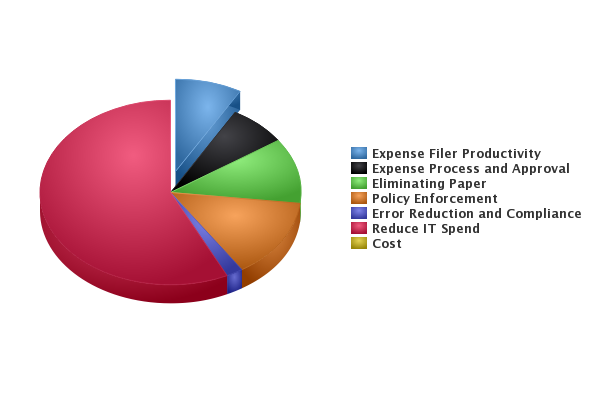 Expense Filer Productivity
Expense Process and Approval
Eliminating Paper
Policy Enforcement
Error Reduction and Compliance
Reduce IT Spend
Cost